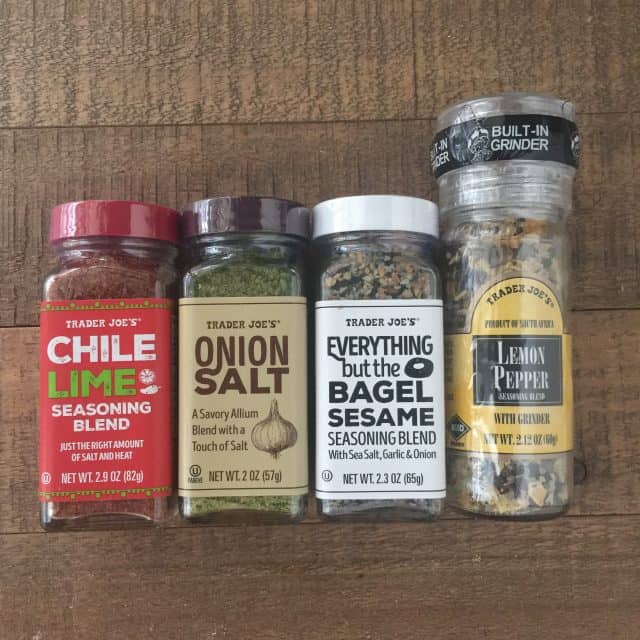 TRADER JOE'S®
CHILE
LIME
SEASONING
BLEND
JUST THE RIGHT AMOUNT
OF SALT AND HEAT
NET WT. 2.9 OZ (82g)
TRADER JOE'S®
ONION
SALT
A Savory Allium
Blend with a
Touch of Salt
U
PAREVE
NET WT. 2 OZ (57g)
TRADER JOE'S®
EVERYTHING
but the
BAGEL
SESAME
SEASONING BLEND
With Sea Salt, Garlic & Onion
U
NET WT. 2.3 OZ (65g)
BUILT-IN
GRINDER
TRADER JOE'S®
PRODUCT OF SOUTH AFRICA
LEMON
PEPPER
SEASONING BLEND
WITH GRINDER
NET WT. 2.12 OZ (60g)